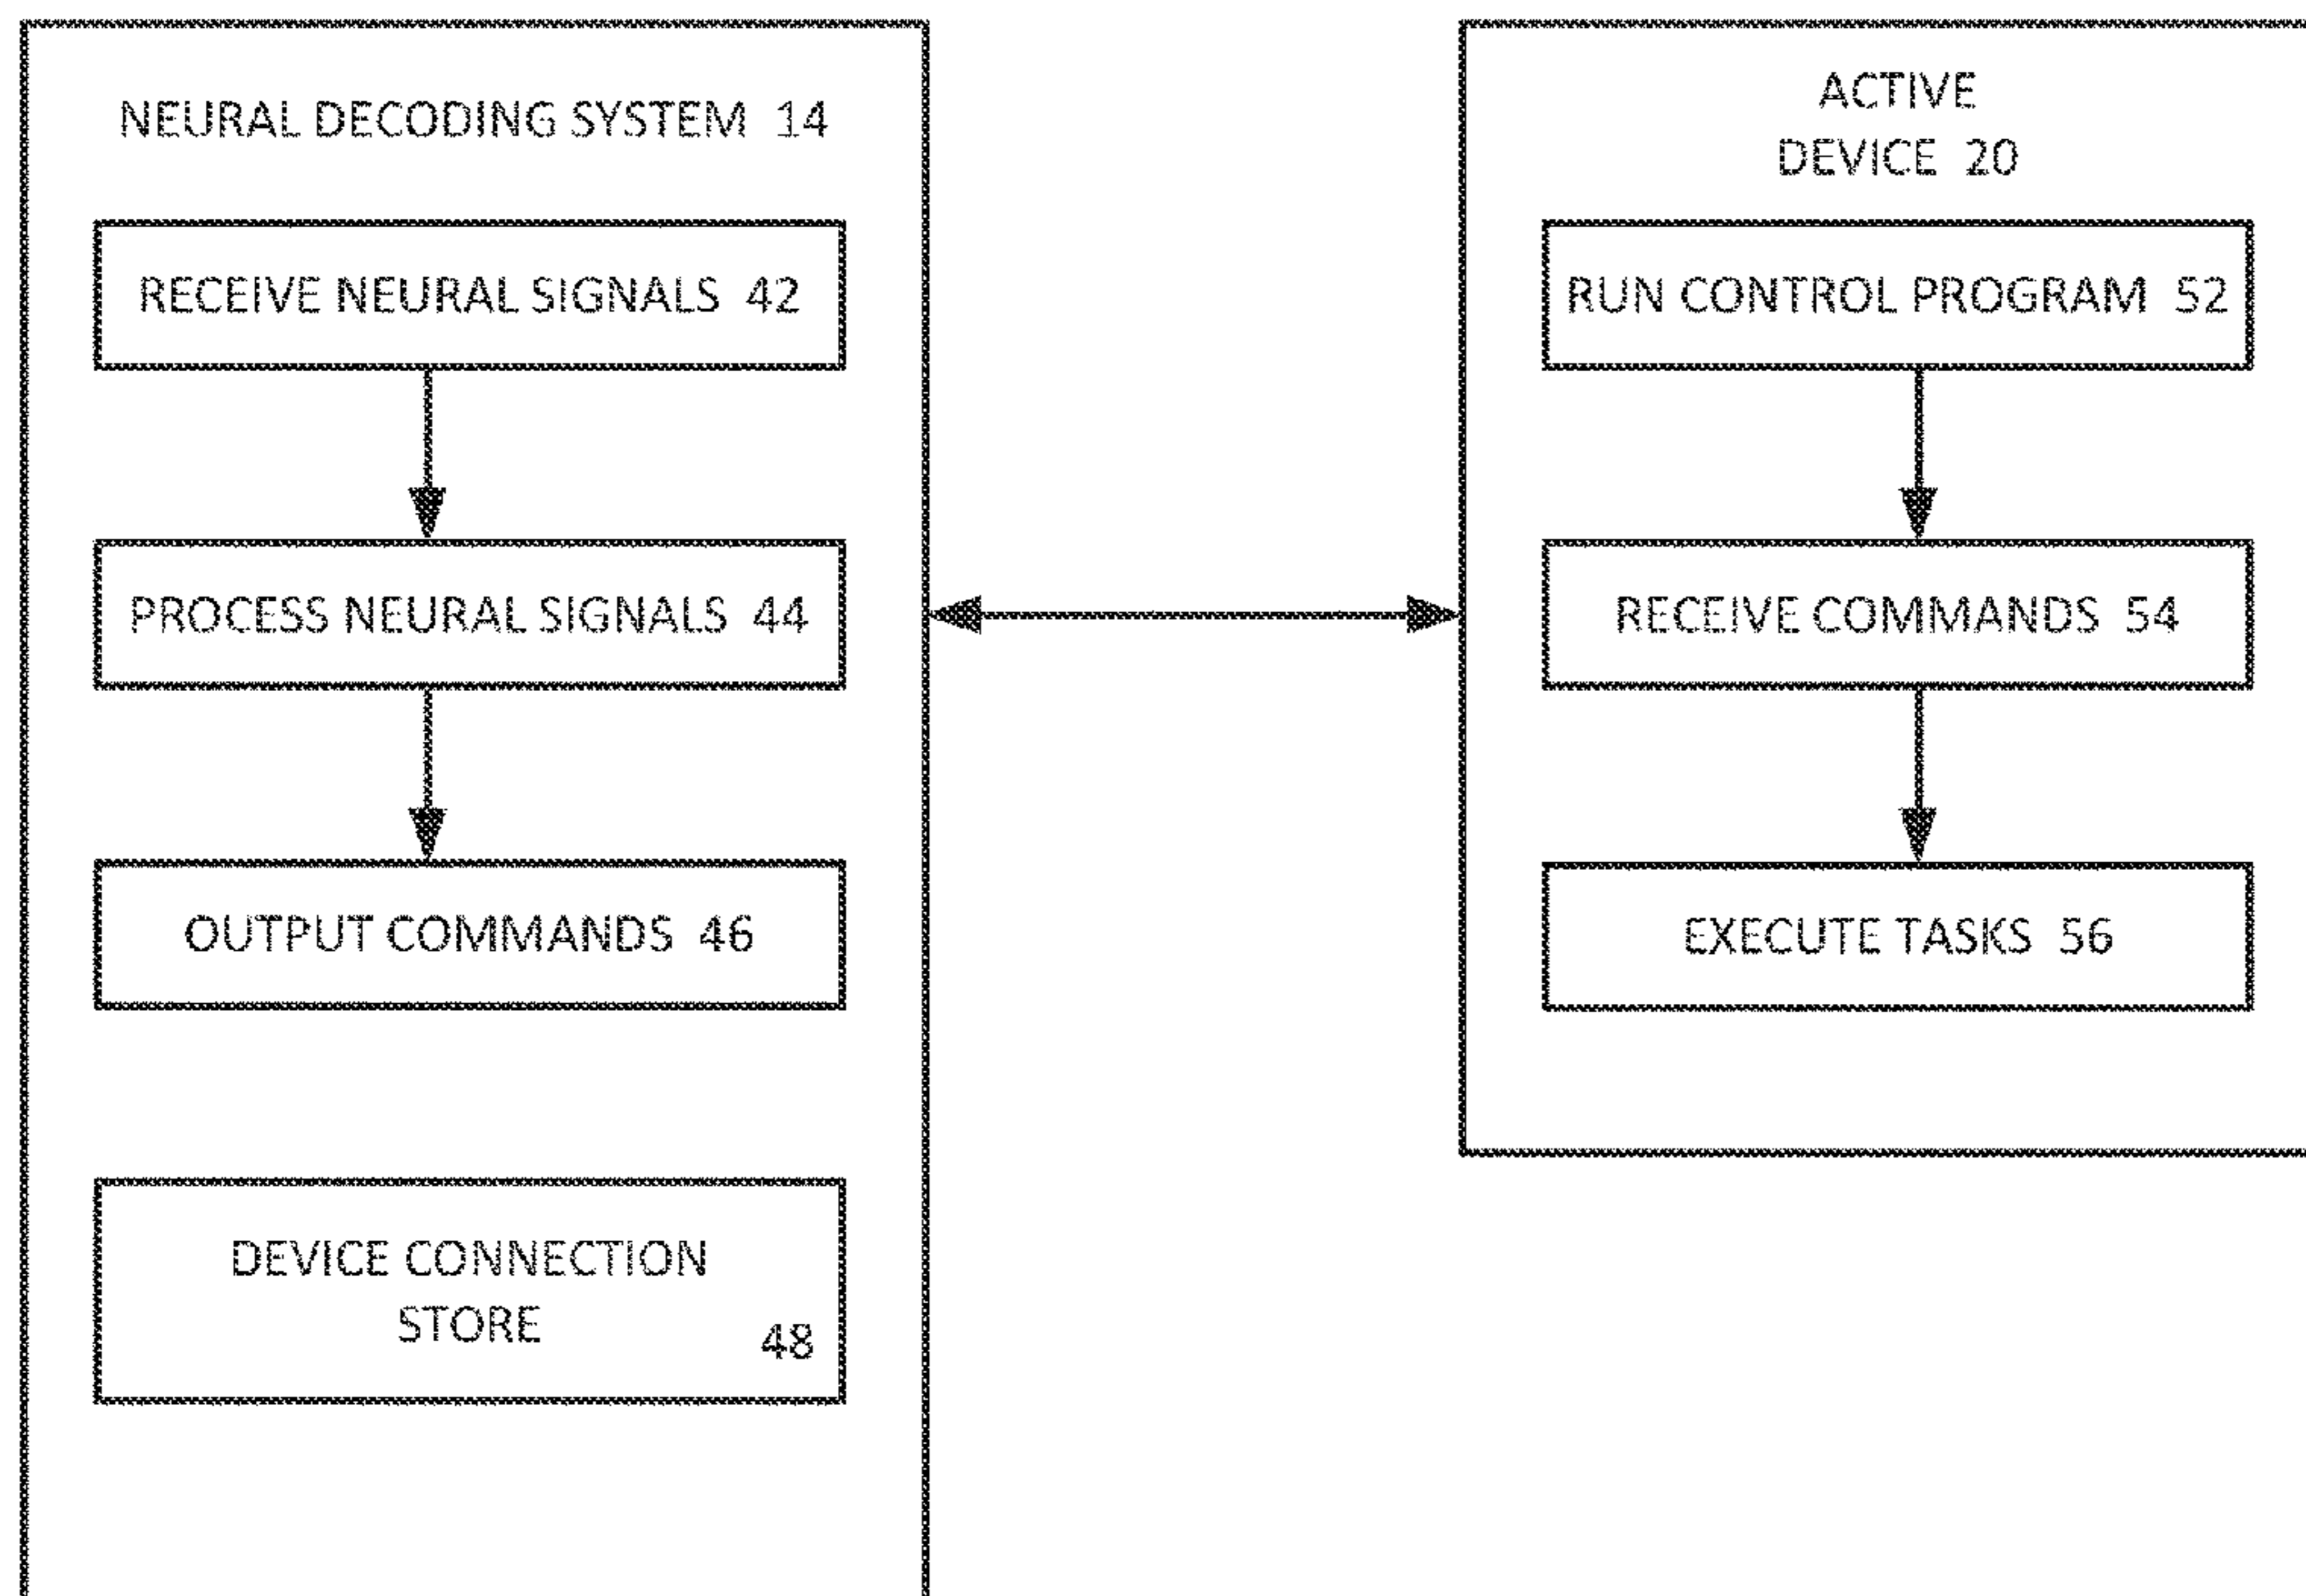 NEURAL DECODING SYSTEM 14
RECEIVE NEURAL SIGNALS 42
PROCESS NEURAL SIGNALS 44
OUTPUT COMMANDS 46
DEVICE CONNECTION
STORE
48
ACTIVE
DEVICE 20
RUN CONTROL PROGRAM 52
RECEIVE COMMANDS 54
EXECUTE TASKS 56